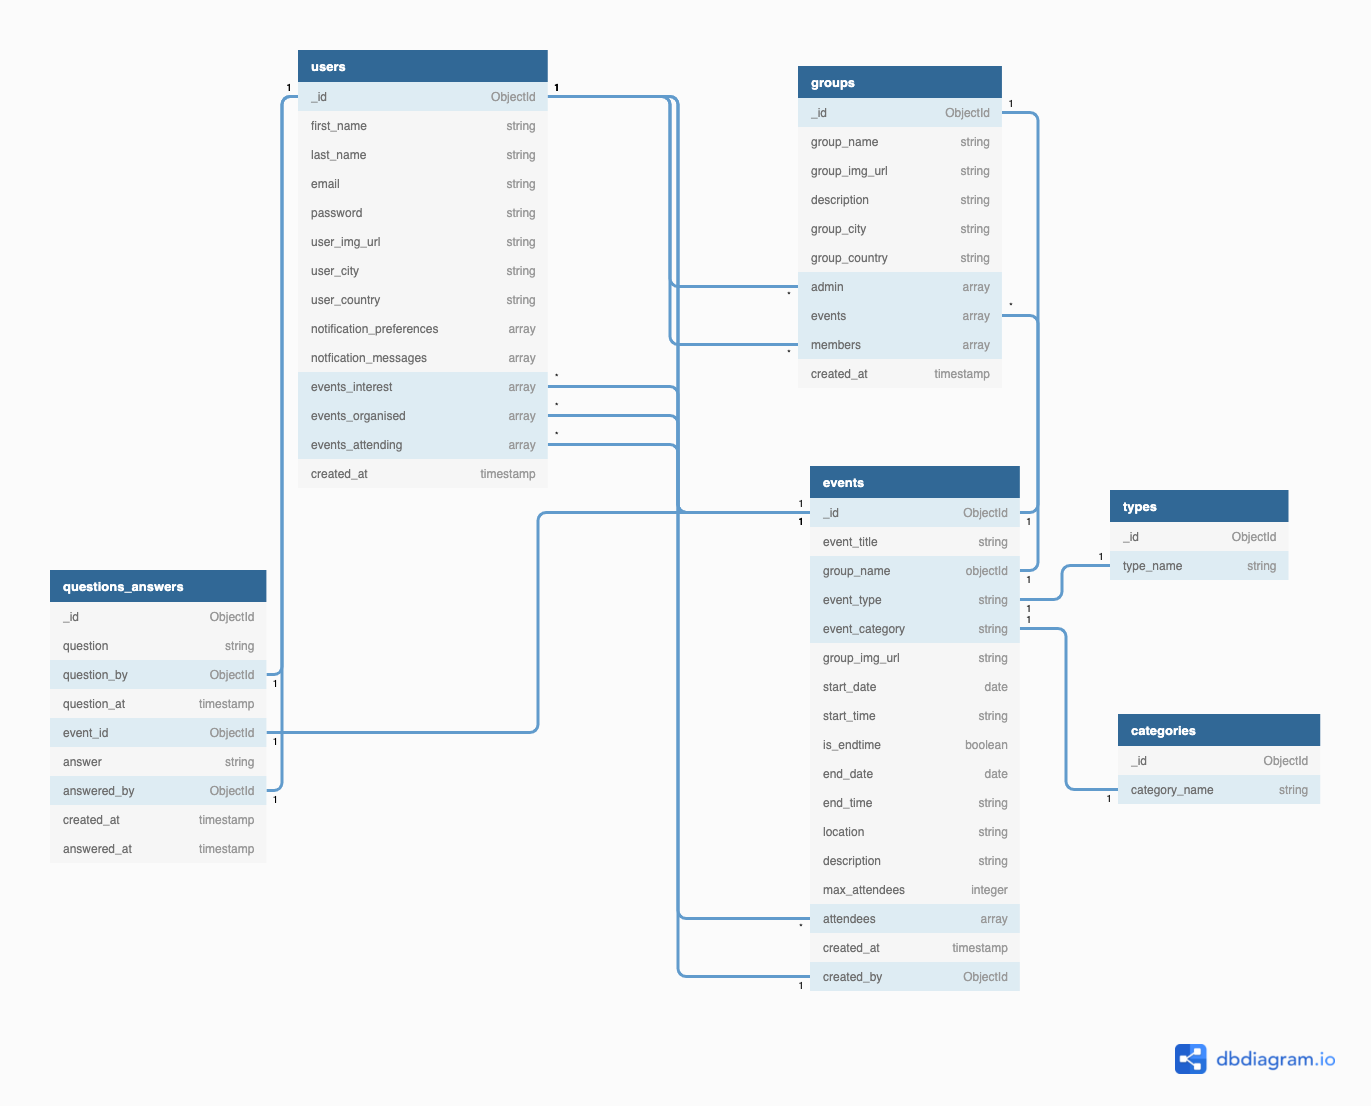 users
_id ObjectId
first_name string
last_name string
email string
password string
user_img_url string
user_city string
user_country string
notification_preferences array
notfication_messages array
events_interest array
events_organised array
events_attending array
created_at timestamp
1
1
*
*
*
groups
_id ObjectId
group_name string
group_img_url string
description string
group_city string
group_country string
admin array
events array
members array
created_at timestamp
1
*
*
*
events
_id ObjectId
event_title string
group_name objectId
event_type string
event_category string
group_img_url string
start_date date
start_time string
is_endtime boolean
end_date date
end_time string
location string
description string
max_attendees integer
attendees array
created_at timestamp
created_by ObjectId
1
1
1
1
1
1
*
1
types
_id ObjectId
type_name string
1
questions_answers
_id ObjectId
question string
question_by ObjectId
question_at timestamp
event_id ObjectId
answer string
answered_by ObjectId
created_at timestamp
answered_at timestamp
1
1
1
categories
_id ObjectId
category_name string
1
dbdiagram.io